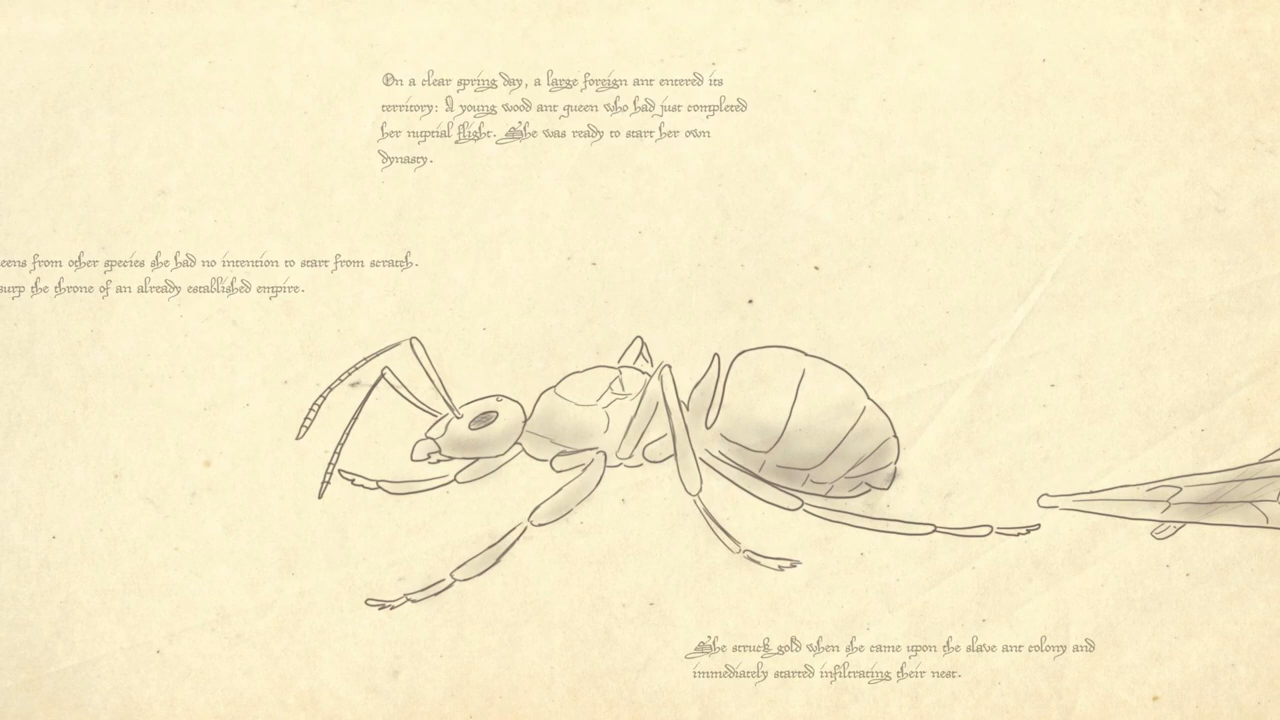 On a clear spring day, a large foreign ant entered its
territory: A young wood ant queen who had just completed
her nuptial flight. She was ready to start her own
dynasty.
from other species she had no intention to start from scratch.
the throne of an already established empire.
She struck gold when she came upon the slave ant colony and
immediately started infiltrating their nest.